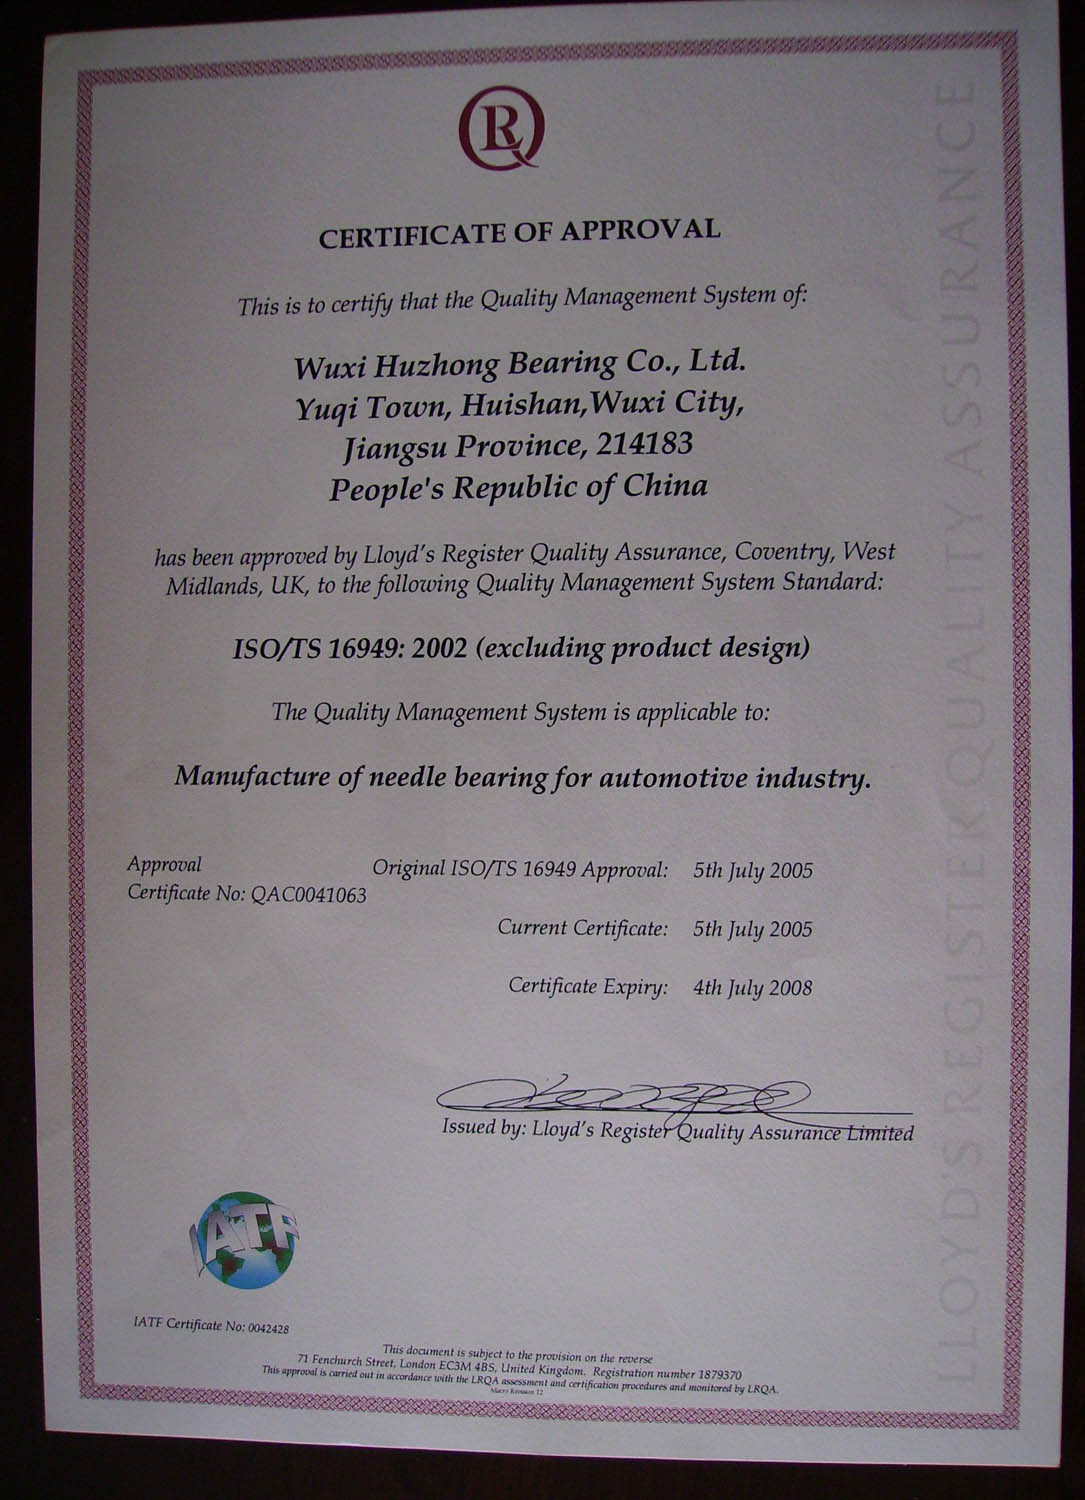 LRQ
CERTIFICATE OF APPROVAL
This is to certify that the Quality Management System of:
Wuxi Huzhong Bearing Co., Ltd.
Yuqi Town, Huishan,Wuxi City,
Jiangsu Province, 214183
People's Republic of China
has been approved by Lloyd's Register Quality Assurance, Coventry, West
Midlands, UK, to the following Quality Management System Standard:
ISO/TS 16949: 2002 (excluding product design)
The Quality Management System is applicable to:
Manufacture of needle bearing for automotive industry.
Approval
Certificate No: QAC0041063
Original ISO/TS 16949 Approval: 5th July 2005
Current Certificate: 5th July 2005
Certificate Expiry: 4th July 2008
Issued by: Lloyd's Register Quality Assurance Limited
IATF
IATF Certificate No: 0042428
This document is subject to the provision on the reverse
71 Fenchurch Street, London EC3M 4BS, United Kingdom. Registration number 1879370
This approval is carried out in accordance with the LRQA assessment and certification procedures and monitored by LRQA.
Macro Revision 12
LLOYD'S REGISTER QUALITY ASSURANCE